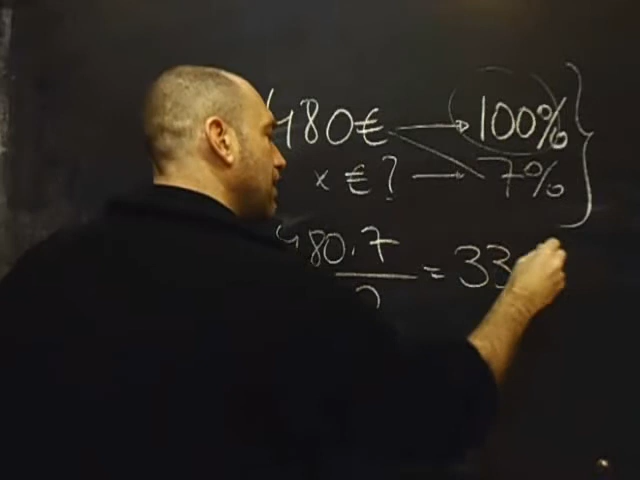 480€ → 100%
x €? → 7%
480.7 = 33